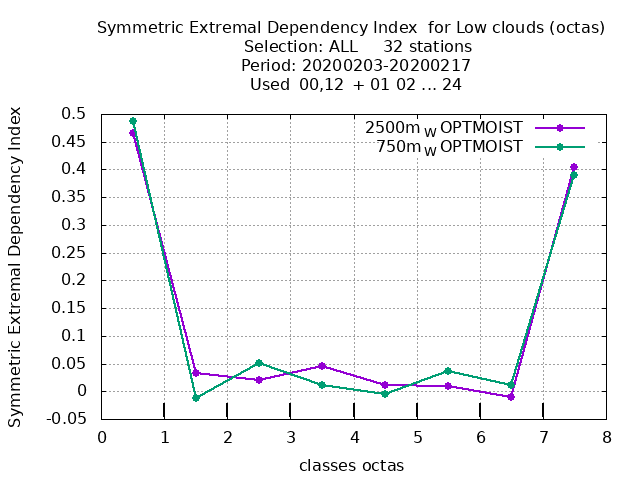 Symmetric Extremal Dependency Index for Low clouds (octas)
Selection: ALL 32 stations
Period: 20200203-20200217
Used 00,12 + 01 02 ... 24
Symmetric Extremal Dependency Index
0.5
0.45
0.4
0.35
0.3
0.25
0.2
0.15
0.1
0.05
0
-0.05
2500m W OPTMOIST
750m W OPTMOIST
0 1 2 3 4 5 6 7 8
classes octas